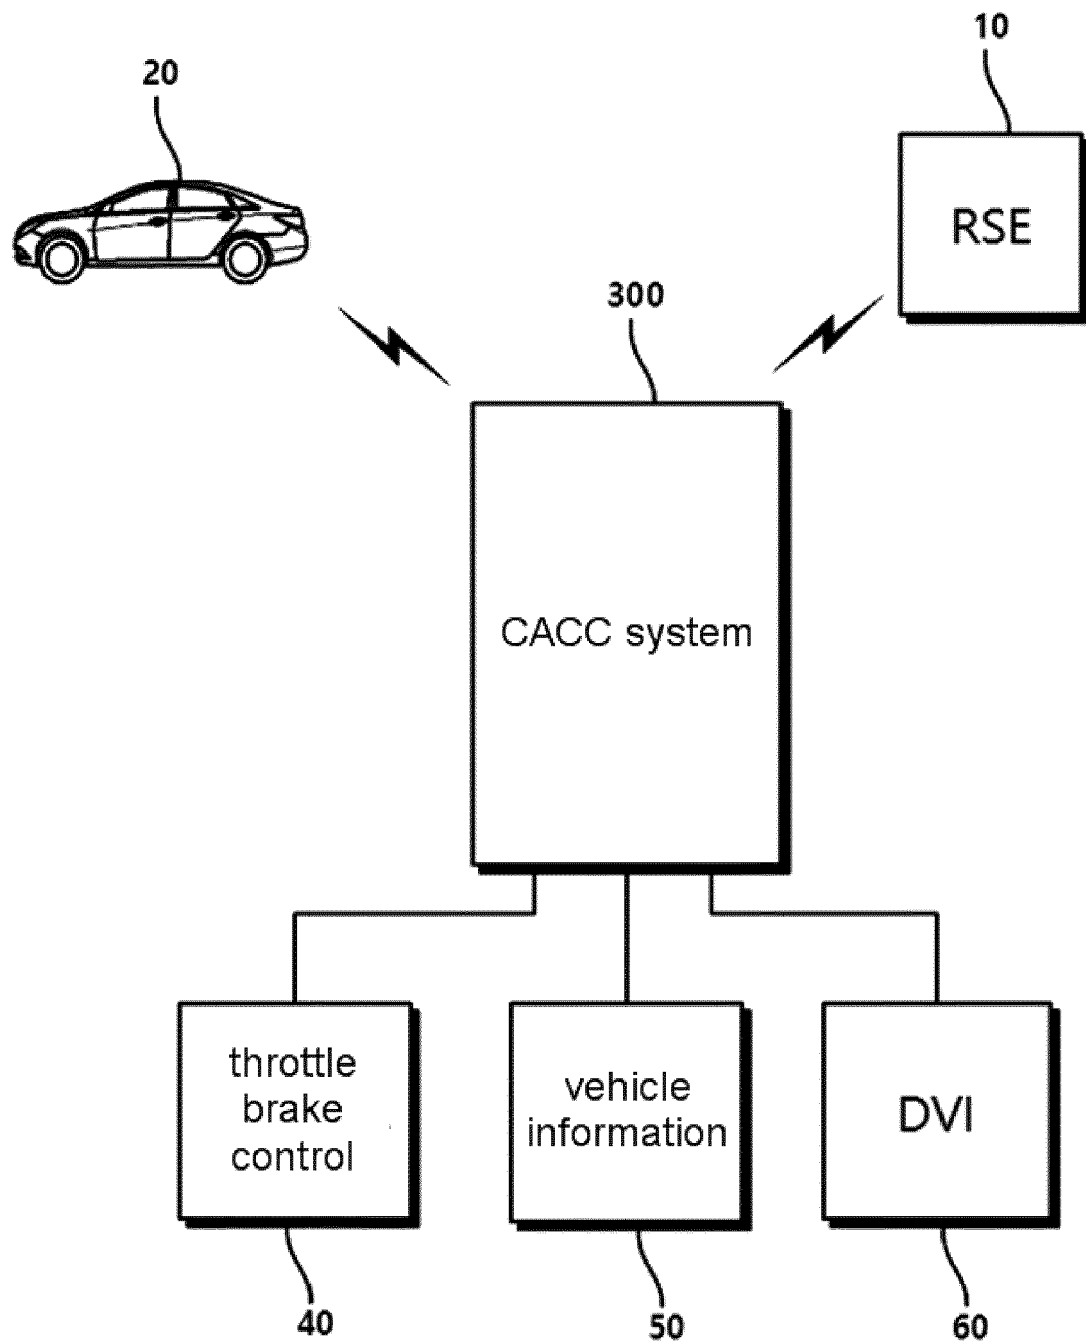 10
20
RSE
300
CACC system
throttle
brake
control
vehicle
information
DVI
40
50
60